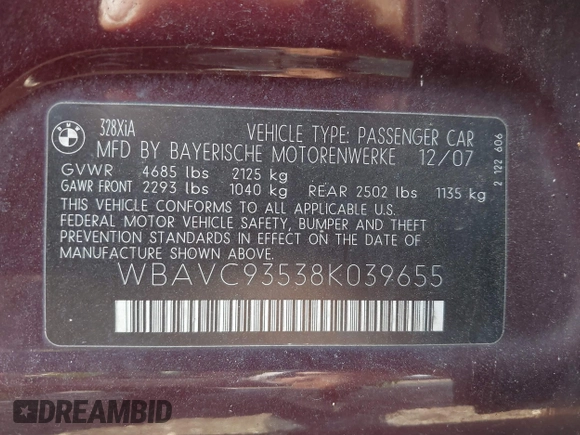 BMW
328XiA
VEHICLE TYPE: PASSENGER CAR
MFD BY BAYERISCHE MOTORENWERKE 12/07
GVWR 4685 lbs 2125 kg
GAWR FRONT 2293 lbs 1040 kg REAR 2502 lbs 1135 kg
THIS VEHICLE CONFORMS TO ALL APPLICABLE U.S.
FEDERAL MOTOR VEHICLE SAFETY, BUMPER AND THEFT
PREVENTION STANDARDS IN EFFECT ON THE DATE OF
MANUFACTURE SHOWN ABOVE.
WBAVC93538K039655
2 122 606
DREAMBID